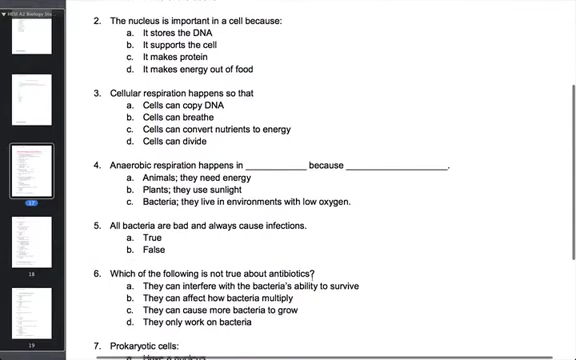 HESI A2 Biology
2. The nucleus is important in a cell because:
a. It stores the DNA
b. It supports the cell
c. It makes protein
d. It makes energy out of food
3. Cellular respiration happens so that
a. Cells can copy DNA
b. Cells can breathe
c. Cells can convert nutrients to energy
d. Cells can divide
4. Anaerobic respiration happens in ____________ because ____________________.
a. Animals; they need energy
b. Plants; they use sunlight
c. Bacteria; they live in environments with low oxygen.
5. All bacteria are bad and always cause infections.
a. True
b. False
6. Which of the following is not true about antibiotics?
a. They can interfere with the bacteria's ability to survive
b. They can affect how bacteria multiply
c. They can cause more bacteria to grow
d. They only work on bacteria
7. Prokaryotic cells:
a. Have a nucleus
17
18
19